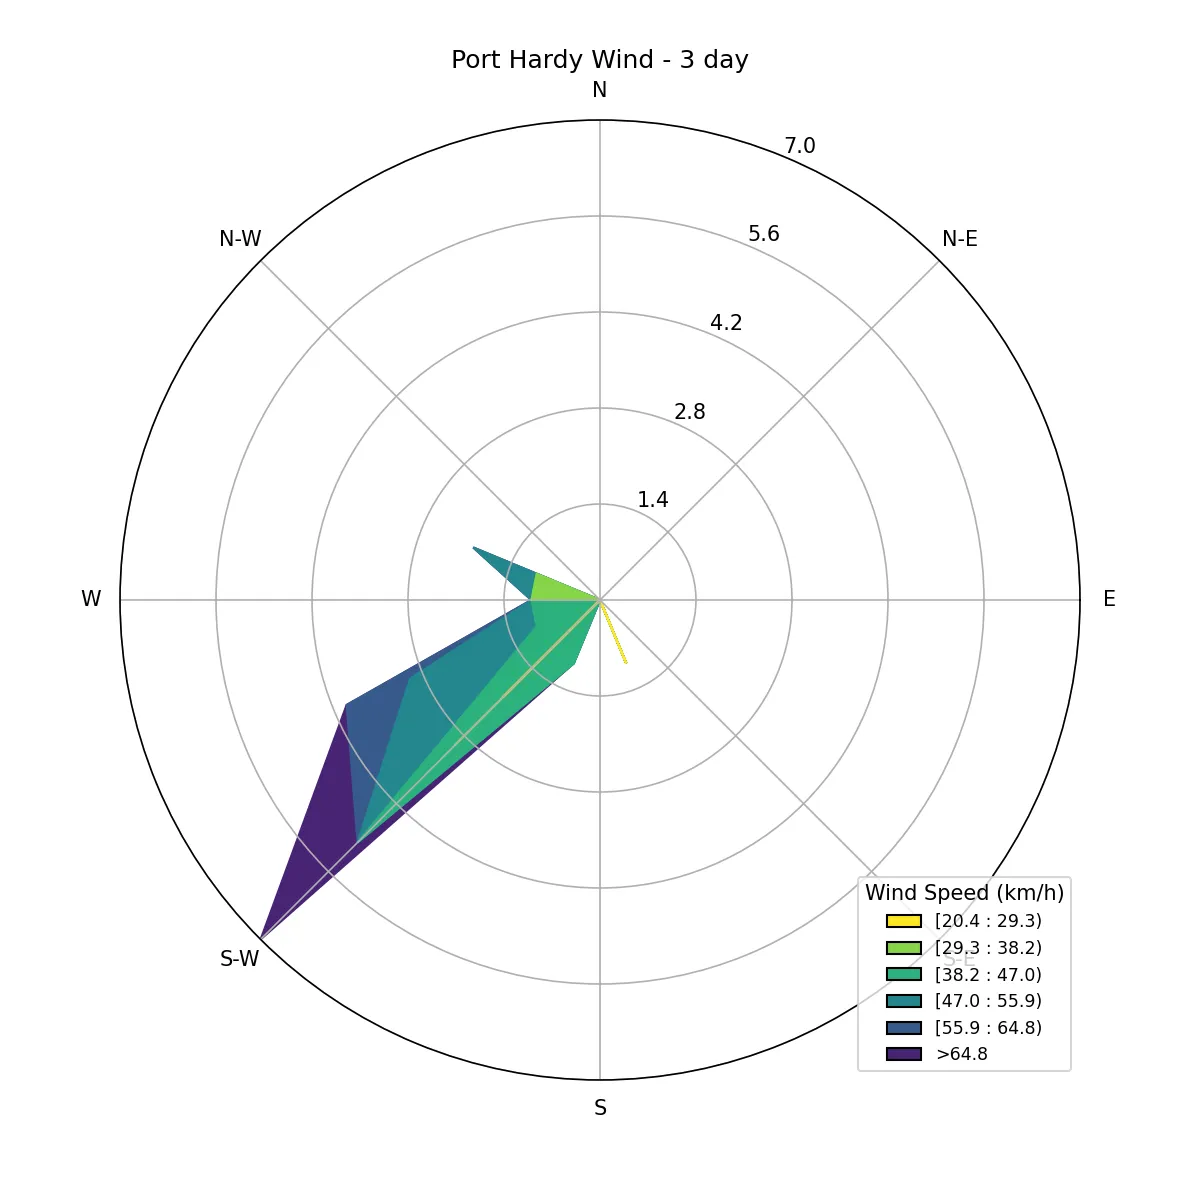 Port Hardy Wind - 3 day
N
7.0
N-W
5.6
N-E
4.2
2.8
1.4
W
E
Wind Speed (km/h)
[20.4 : 29.3)
[29.3 : 38.2)
S-W
S-E
[38.2 : 47.0)
[47.0 : 55.9)
[55.9 : 64.8)
>64.8
S